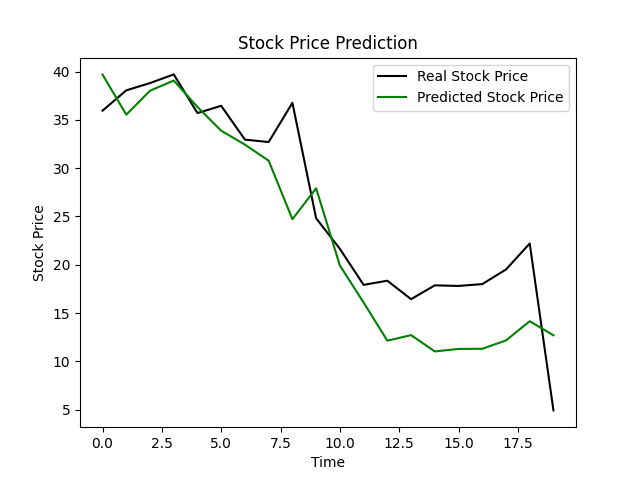 Stock Price Prediction
Real Stock Price
Predicted Stock Price
Stock Price
40
35
30
25
20
15
10
5
0.0 2.5 5.0 7.5 10.0 12.5 15.0 17.5
Time